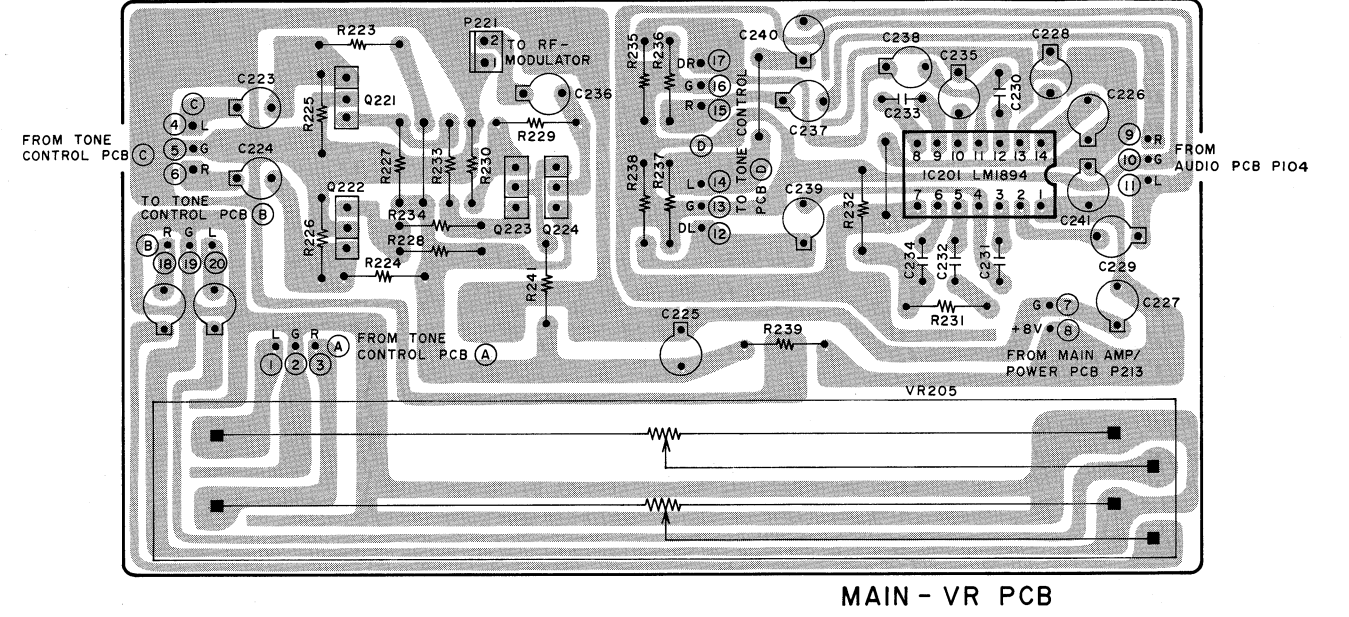 P221
R223
2
TO RF-
MODULATOR
1
C223
R225
Q221
C236
R229
C
4 L
5 G
6 R
FROM TONE
CONTROL PCB C
C224
R227
R233
R230
TO TONE
CONTROL PCB B
Q222
R226
R234
R228
R224
Q223
Q224
R241
B
R G L
18 19 20
L G R
A
1 2 3
FROM TONE
CONTROL PCB A
R235
R236
DR 17
G 16
R 15
D
TO TONE CONTROL
PCB D
R238
R237
L 14
G 13
DL 12
C240
C237
C239
C238
C235
C233
C230
C228
C226
8 9 10 11 12 13 14
IC201 LM1894
7 6 5 4 3 2 1
R232
C241
C234
C232
C231
C229
R231
C227
9 R
10 G
11 L
FROM
AUDIO PCB P104
G 7
+8V 8
FROM MAIN AMP/
POWER PCB P213
C225
R239
VR205
MAIN-VR PCB